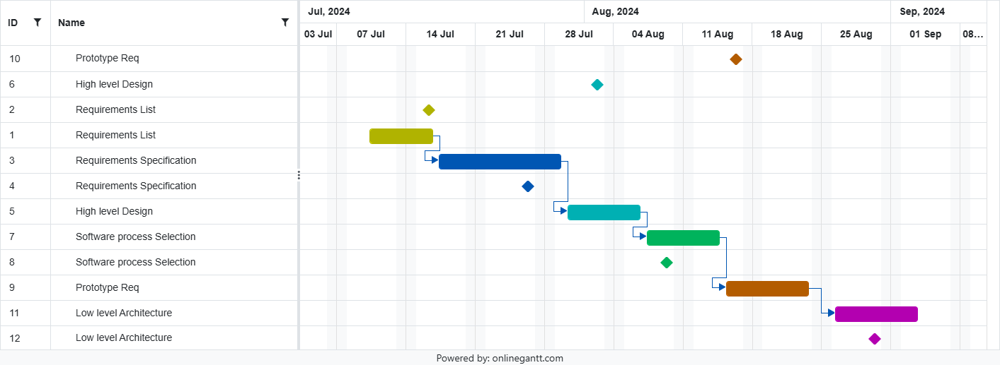 ID Name Jul, 2024 Aug, 2024 Sep, 2024
03 Jul 07 Jul 14 Jul 21 Jul 28 Jul 04 Aug 11 Aug 18 Aug 25 Aug 01 Sep 08...
10 Prototype Req
6 High level Design
2 Requirements List
1 Requirements List
3 Requirements Specification
4 Requirements Specification
5 High level Design
7 Software process Selection
8 Software process Selection
9 Prototype Req
11 Low level Architecture
12 Low level Architecture
Powered by: onlinegantt.com